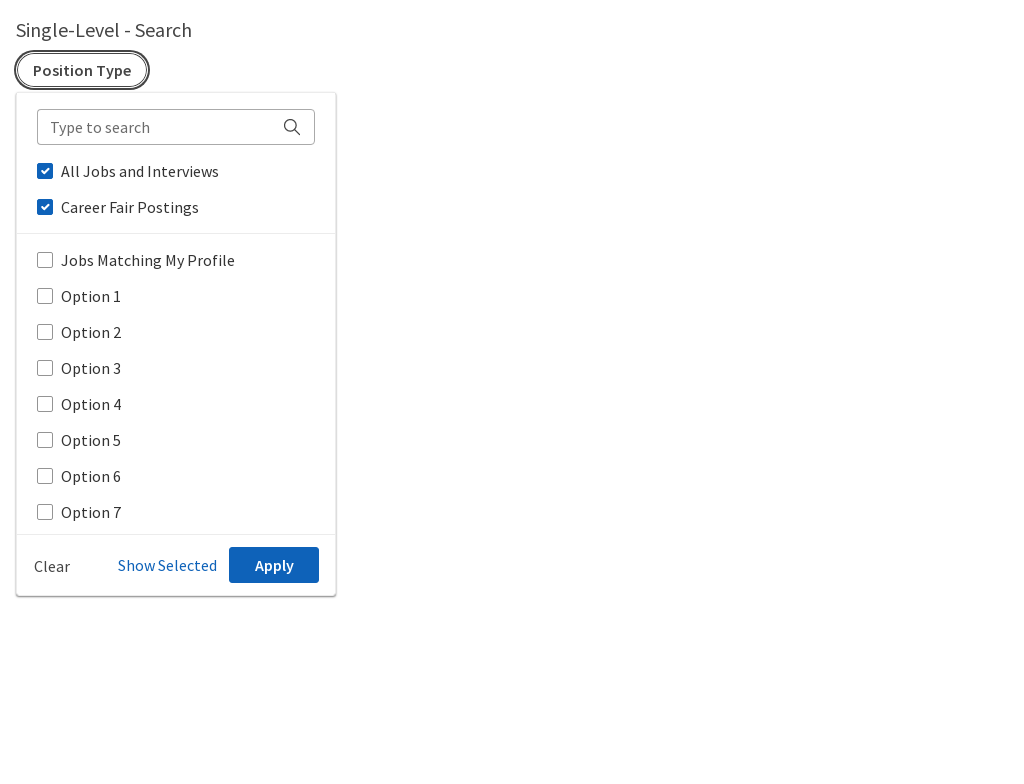 Single-Level - Search
Position Type
Type to search
All Jobs and Interviews
Career Fair Postings
Jobs Matching My Profile
Option 1
Option 2
Option 3
Option 4
Option 5
Option 6
Option 7
Clear Show Selected Apply